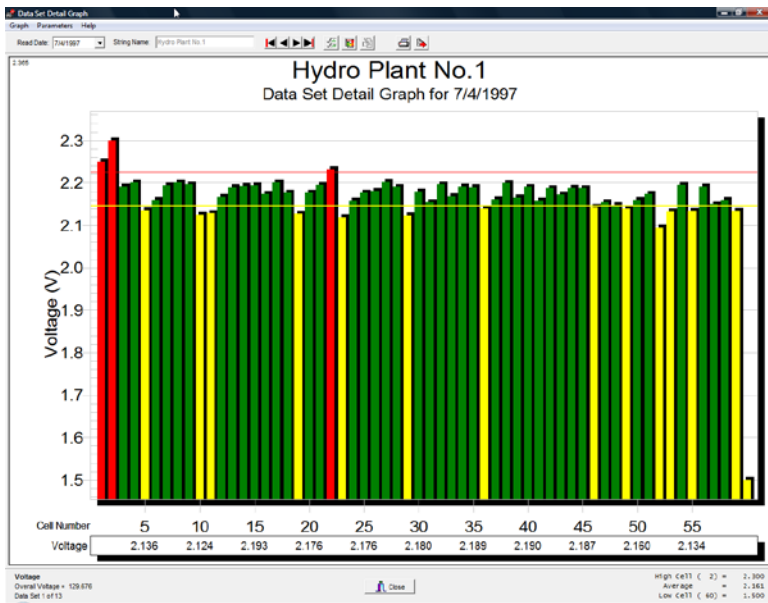 Data Set Detail Graph
Graph Parameters Help
Read Date: 7/4/1997 String Name: Hydro Plant No.1
2.365
Hydro Plant No.1
Data Set Detail Graph for 7/4/1997
Voltage (V)
2.3
2.2
2.1
2.0
1.9
1.8
1.7
1.6
1.5
Cell Number 5 10 15 20 25 30 35 40 45 50 55
Voltage 2.136 2.124 2.193 2.176 2.176 2.180 2.189 2.190 2.187 2.160 2.134
Voltage
Overall Voltage = 129.676
Data Set 1 of 13
Close
High Cell ( 2) = 2.300
Average = 2.161
Low Cell ( 60) = 1.500